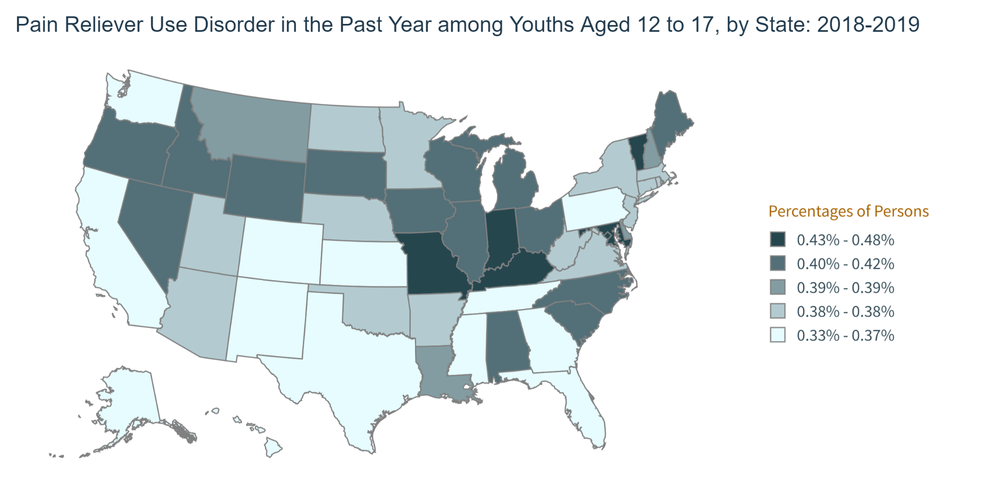 Pain Reliever Use Disorder in the Past Year among Youths Aged 12 to 17, by State: 2018-2019
Percentages of Persons
0.43% - 0.48%
0.40% - 0.42%
0.39% - 0.39%
0.38% - 0.38%
0.33% - 0.37%